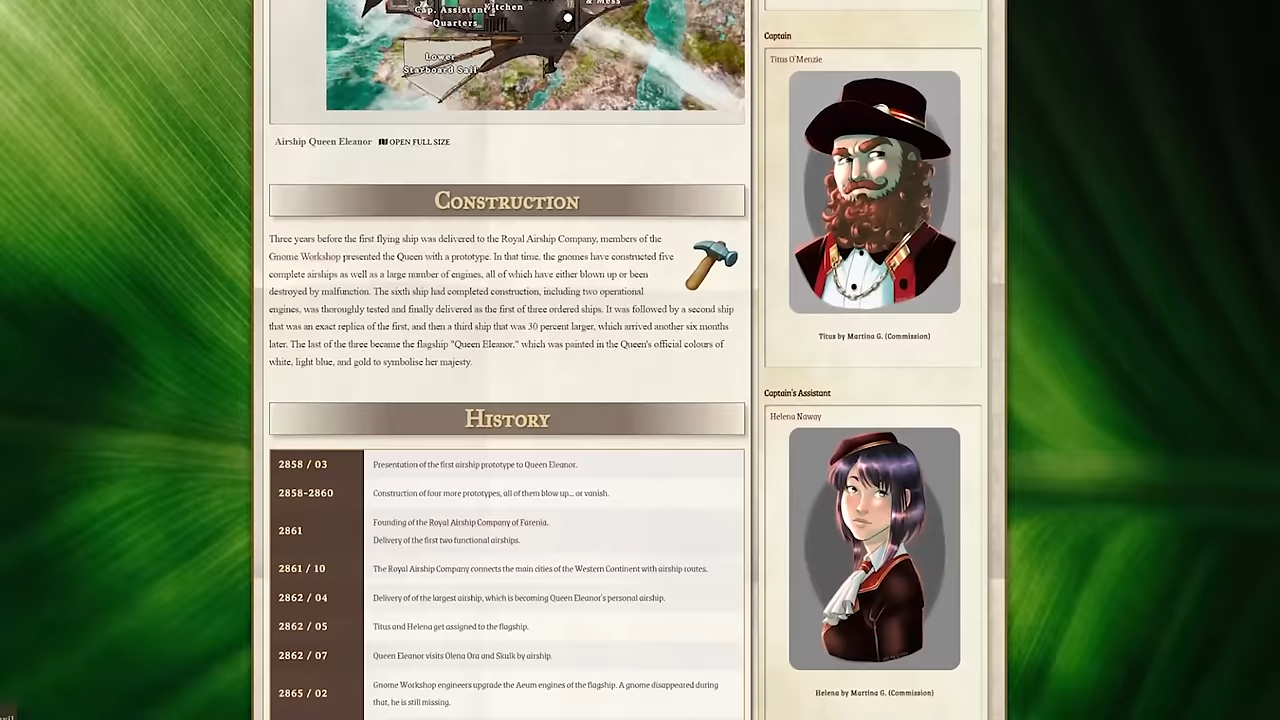 Cap. Assistant's
Quarters
Kitchen
& Mess
Lower
Starboard Sail
Airship Queen Eleanor OPEN FULL SIZE
Construction
Three years before the first flying ship was delivered to the Royal Airship Company, members of the
Gnome Workshop presented the Queen with a prototype. In that time, the gnomes have constructed five
complete airships as well as a large number of engines, all of which have either blown up or been
destroyed by malfunction. The sixth ship had completed construction, including two operational
engines, was thoroughly tested and finally delivered as the first of three ordered ships. It was followed by a second ship
that was an exact replica of the first, and then a third ship that was 30 percent larger, which arrived another six months
later. The last of the three became the flagship "Queen Eleanor," which was painted in the Queen's official colours of
white, light blue, and gold to symbolise her majesty.
History
2858 / 03 Presentation of the first airship prototype to Queen Eleanor.
2858-2860 Construction of four more prototypes, all of them blow up... or vanish.
2861 Founding of the Royal Airship Company of Farenia.
Delivery of the first two functional airships.
2861 / 10 The Royal Airship Company connects the main cities of the Western Continent with airship routes.
2862 / 04 Delivery of of the largest airship, which is becoming Queen Eleanor's personal airship.
2862 / 05 Titus and Helena get assigned to the flagship.
2862 / 07 Queen Eleanor visits Olena Ora and Skulk by airship.
2865 / 02 Gnome Workshop engineers upgrade the Aeum engines of the flagship. A gnome disappeared during
that, he is still missing.
Captain
Titus O'Menzie
Titus by Martina G. (Commission)
Captain's Assistant
Helena Naway
Helena by Martina G. (Commission)